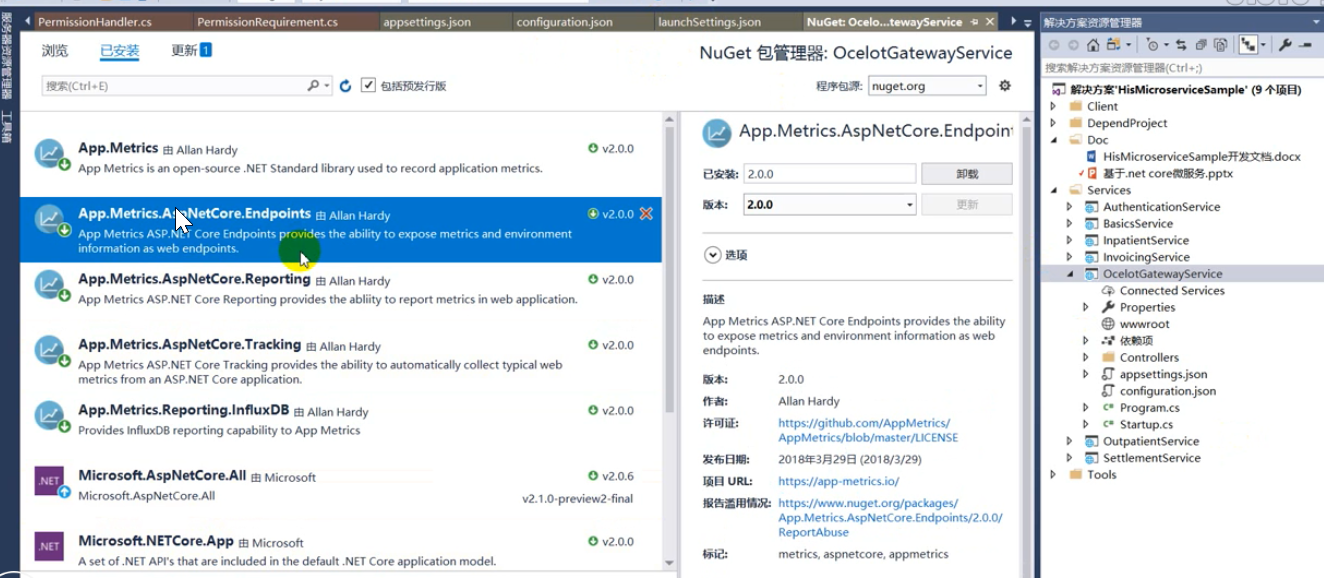 PermissionHandler.cs
PermissionRequirement.cs
appsettings.json
configuration.json
launchSettings.json
NuGet: Ocelo...tewayService
服务器资源管理器
工具箱
浏览
已安装
更新 1
NuGet 包管理器: OcelotGatewayService
搜索(Ctrl+E)
包括预发行版
程序包源: nuget.org
App.Metrics 由 Allan Hardy
v2.0.0
App Metrics is an open-source .NET Standard library used to record application metrics.
App.Metrics.AspNetCore.Endpoints 由 Allan Hardy
v2.0.0
App Metrics ASP.NET Core Endpoints provides the ability to expose metrics and environment
information as web endpoints.
App.Metrics.AspNetCore.Reporting 由 Allan Hardy
v2.0.0
App Metrics ASP.NET Core Reporting provides the abliity to report metrics in web application.
App.Metrics.AspNetCore.Tracking 由 Allan Hardy
v2.0.0
App Metrics ASP.NET Core Tracking provides the ability to automatically collect typical web
metrics from an ASP.NET Core application.
App.Metrics.Reporting.InfluxDB 由 Allan Hardy
v2.0.0
Provides InfluxDB reporting capability to App Metrics
.NET
Microsoft.AspNetCore.All 由 Microsoft
v2.0.6
Microsoft.AspNetCore.All
v2.1.0-preview2-final
.NET
Microsoft.NETCore.App 由 Microsoft
v2.0.0
A set of .NET API's that are included in the default .NET Core application model.
App.Metrics.AspNetCore.Endpoint
已安装: 2.0.0
卸载
版本: 2.0.0
更新
选项
描述
App Metrics ASP.NET Core Endpoints provides the ability
to expose metrics and environment information as web
endpoints.
版本: 2.0.0
作者: Allan Hardy
许可证: https://github.com/AppMetrics/
AppMetrics/blob/master/LICENSE
发布日期: 2018年3月29日 (2018/3/29)
项目 URL: https://app-metrics.io/
报告滥用情况: https://www.nuget.org/packages/
App.Metrics.AspNetCore.Endpoints/2.0.0/
ReportAbuse
标记: metrics, aspnetcore, appmetrics
解决方案资源管理器
搜索解决方案资源管理器(Ctrl+;)
解决方案'HisMicroserviceSample' (9 个项目)
Client
DependProject
Doc
HisMicroserviceSample开发文档.docx
基于.net core微服务.pptx
Services
AuthenticationService
BasicsService
InpatientService
InvoicingService
OcelotGatewayService
Connected Services
Properties
wwwroot
依赖项
Controllers
appsettings.json
configuration.json
C# Program.cs
C# Startup.cs
OutpatientService
SettlementService
Tools